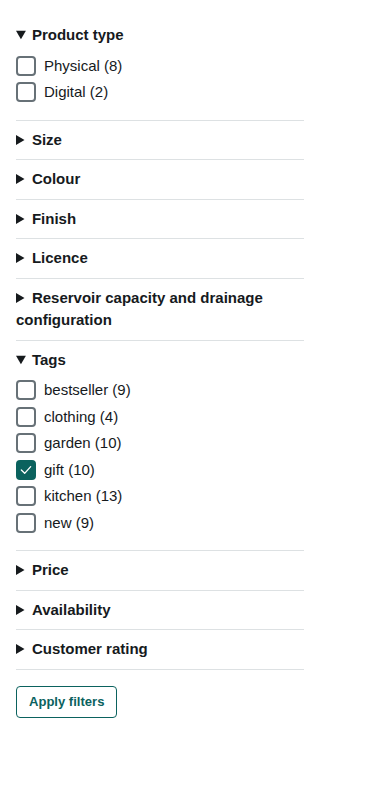 Product type
Physical (8)
Digital (2)
Size
Colour
Finish
Licence
Reservoir capacity and drainage
configuration
Tags
bestseller (9)
clothing (4)
garden (10)
gift (10)
kitchen (13)
new (9)
Price
Availability
Customer rating
Apply filters